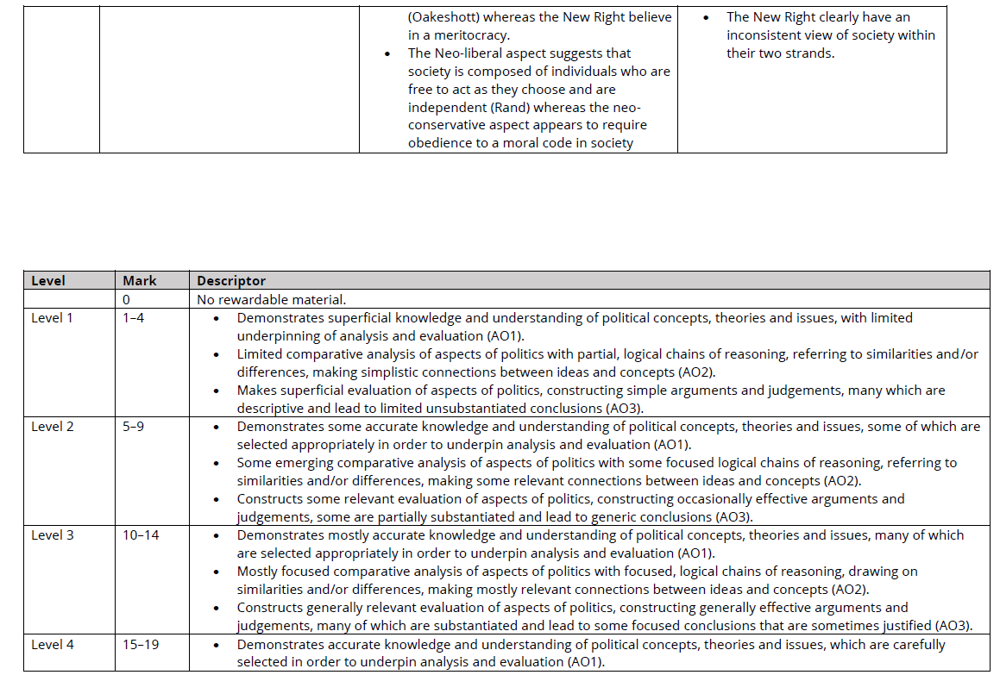 (Oakeshott) whereas the New Right believe
in a meritocracy.
• The Neo-liberal aspect suggests that
society is composed of individuals who are
free to act as they choose and are
independent (Rand) whereas the neo-
conservative aspect appears to require
obedience to a moral code in society
• The New Right clearly have an
inconsistent view of society within
their two strands.
Level Mark Descriptor
0 No rewardable material.
Level 1 1–4 • Demonstrates superficial knowledge and understanding of political concepts, theories and issues, with limited
underpinning of analysis and evaluation (AO1).
• Limited comparative analysis of aspects of politics with partial, logical chains of reasoning, referring to similarities and/or
differences, making simplistic connections between ideas and concepts (AO2).
• Makes superficial evaluation of aspects of politics, constructing simple arguments and judgements, many which are
descriptive and lead to limited unsubstantiated conclusions (AO3).
Level 2 5–9 • Demonstrates some accurate knowledge and understanding of political concepts, theories and issues, some of which are
selected appropriately in order to underpin analysis and evaluation (AO1).
• Some emerging comparative analysis of aspects of politics with some focused logical chains of reasoning, referring to
similarities and/or differences, making some relevant connections between ideas and concepts (AO2).
• Constructs some relevant evaluation of aspects of politics, constructing occasionally effective arguments and
judgements, some are partially substantiated and lead to generic conclusions (AO3).
Level 3 10–14 • Demonstrates mostly accurate knowledge and understanding of political concepts, theories and issues, many of which
are selected appropriately in order to underpin analysis and evaluation (AO1).
• Mostly focused comparative analysis of aspects of politics with focused, logical chains of reasoning, drawing on
similarities and/or differences, making mostly relevant connections between ideas and concepts (AO2).
• Constructs generally relevant evaluation of aspects of politics, constructing generally effective arguments and
judgements, many of which are substantiated and lead to some focused conclusions that are sometimes justified (AO3).
Level 4 15–19 • Demonstrates accurate knowledge and understanding of political concepts, theories and issues, which are carefully
selected in order to underpin analysis and evaluation (AO1).